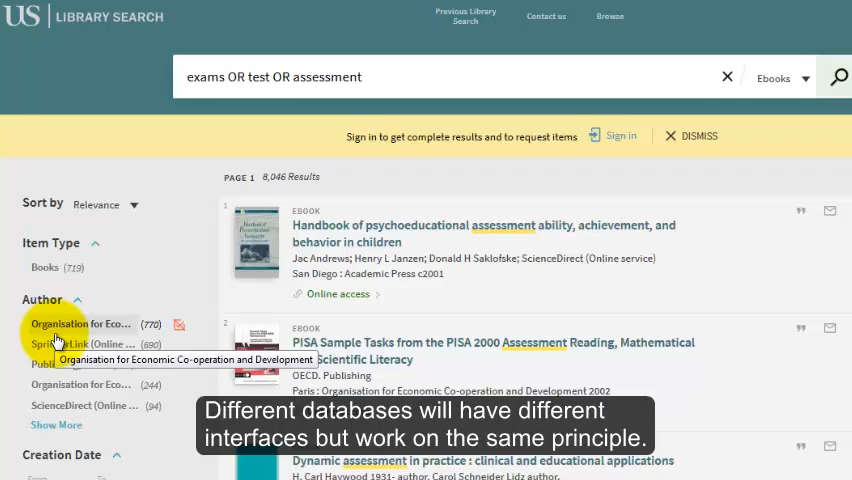 US | LIBRARY SEARCH
Previous Library
Search
Contact us
Browse
exams OR test OR assessment
Ebooks
Sign in to get complete results and to request items
Sign in
DISMISS
PAGE 1 8,046 Results
Sort by Relevance
Item Type
Books (719)
Author
Organisation for Eco... (770)
SpringerLink (Online ... (690)
Organisation for Economic Co-operation and Development
Organisation for Eco... (244)
ScienceDirect (Online ... (94)
Show More
Creation Date
From
To
1
EBOOK
Handbook of psychoeducational assessment ability, achievement, and
behavior in children
Jac Andrews; Henry L Janzen; Donald H Saklofske; ScienceDirect (Online service)
San Diego : Academic Press c2001
Online access
2
EBOOK
PISA Sample Tasks from the PISA 2000 Assessment Reading, Mathematical
Scientific Literacy
OECD. Publishing
Paris : Organisation for Economic Co-operation and Development 2002
Different databases will have different
interfaces but work on the same principle.
Dynamic assessment in practice : clinical and educational applications
H. Carl Haywood 1931- author. Carol Schneider Lidz author.